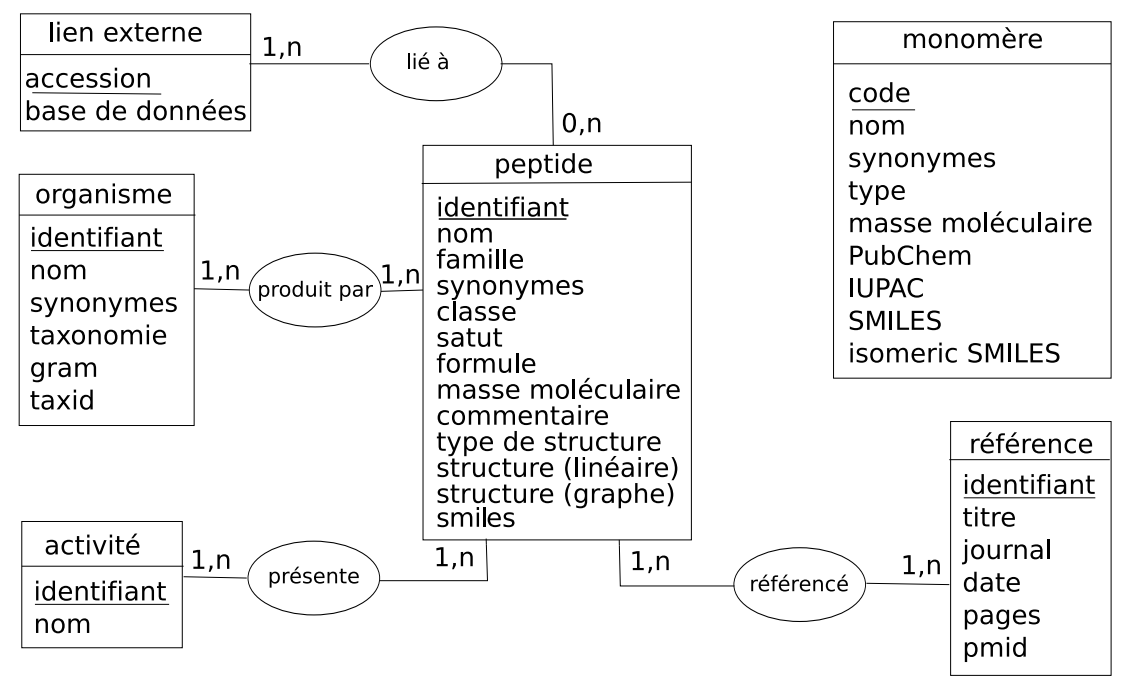 lien externe
accession
base de données
1,n
lié à
0,n
organisme
identifiant
nom
synonymes
taxonomie
gram
taxid
1,n
produit par
1,n
peptide
identifiant
nom
famille
synonymes
classe
satut
formule
masse moléculaire
commentaire
type de structure
structure (linéaire)
structure (graphe)
smiles
monomère
code
nom
synonymes
type
masse moléculaire
PubChem
IUPAC
SMILES
isomeric SMILES
activité
identifiant
nom
1,n
présente
1,n
1,n
référencé
1,n
référence
identifiant
titre
journal
date
pages
pmid